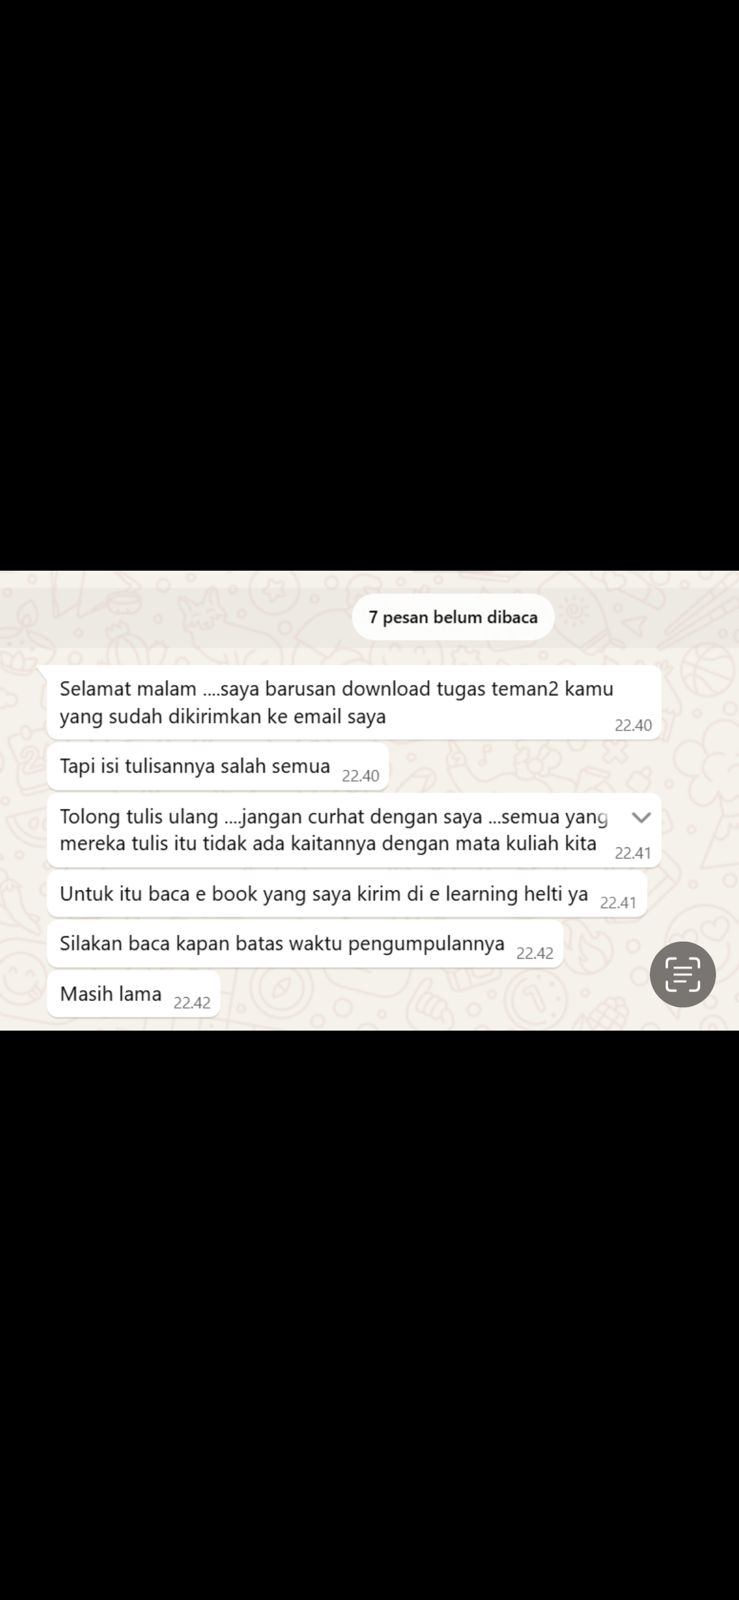 7 pesan belum dibaca
Selamat malam ....saya barusan download tugas teman2 kamu
yang sudah dikirimkan ke email saya
22.40
Tapi isi tulisannya salah semua 22.40
Tolong tulis ulang ....jangan curhat dengan saya ...semua yang
mereka tulis itu tidak ada kaitannya dengan mata kuliah kita
22.41
Untuk itu baca e book yang saya kirim di e learning helti ya 22.41
Silakan baca kapan batas waktu pengumpulannya 22.42
Masih lama 22.42